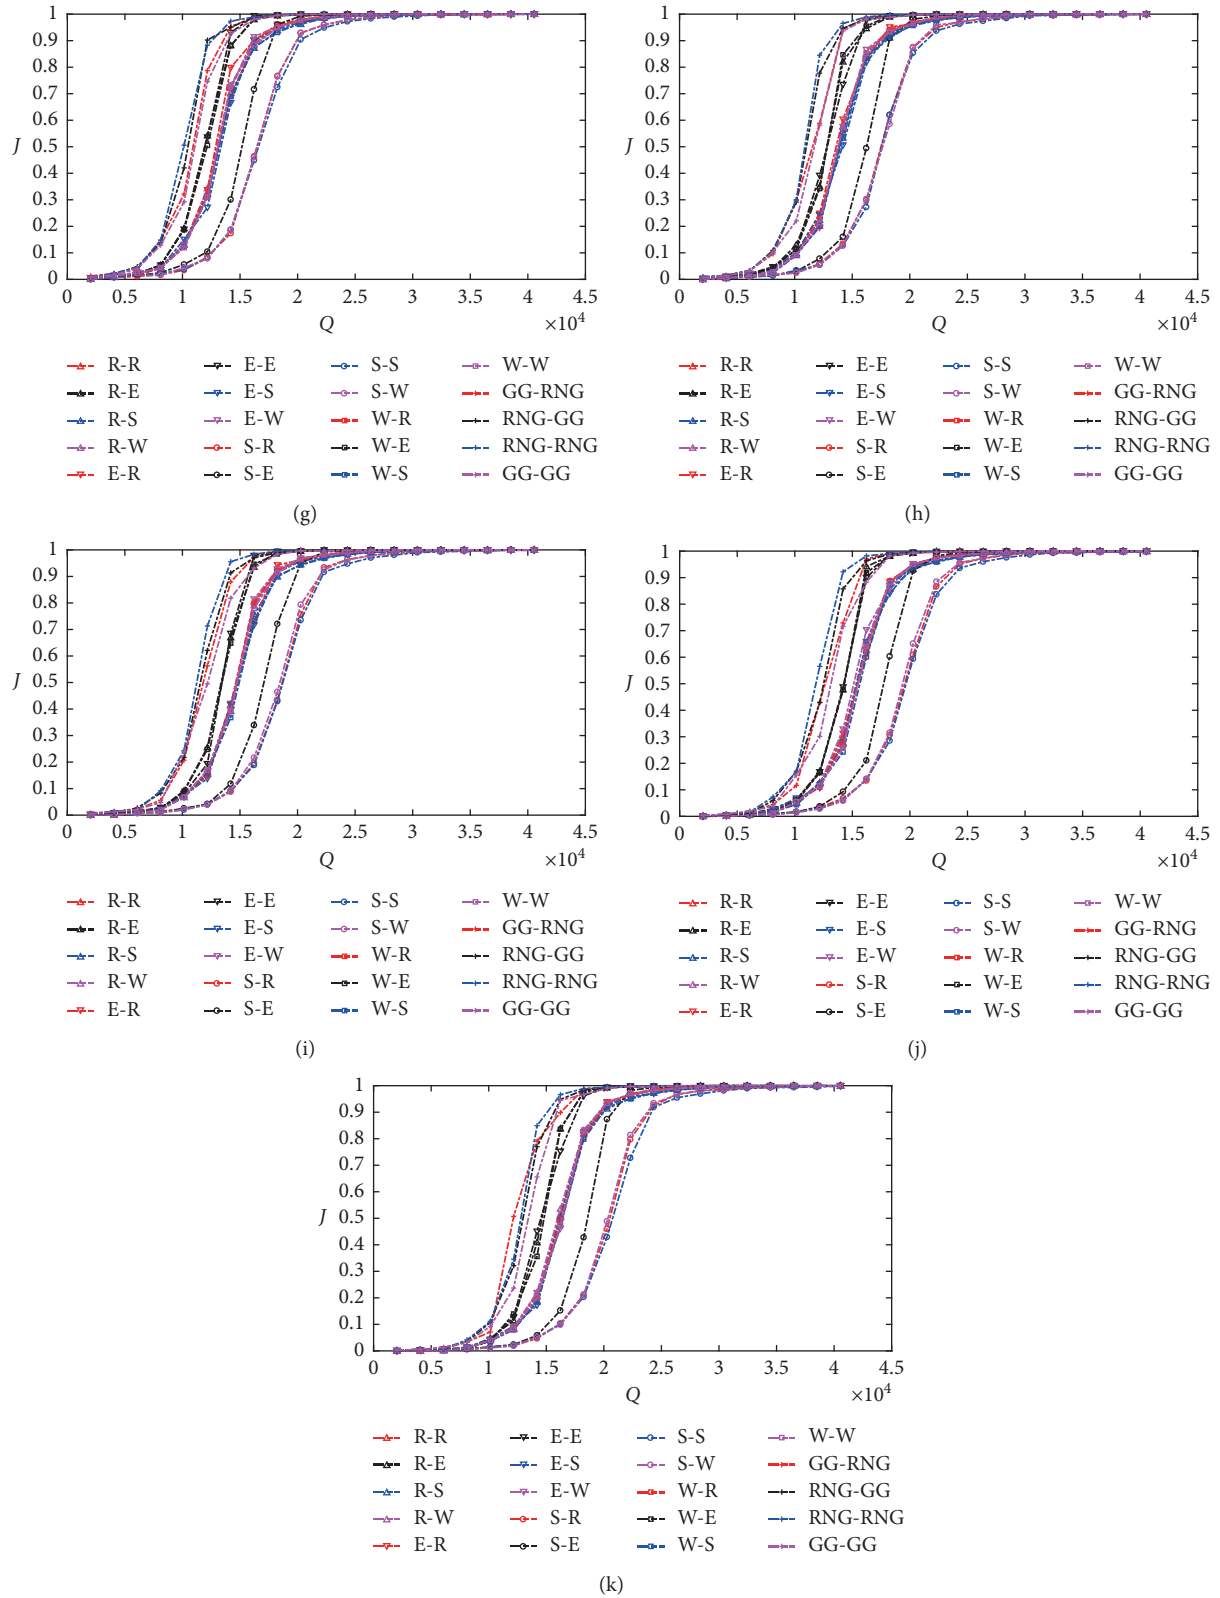 1
0.9
0.8
0.7
0.6
J 0.5
0.4
0.3
0.2
0.1
0
0 0.5 1 1.5 2 2.5 3 3.5 4 4.5
Q ×10⁴
R-R E-E S-S W-W
R-E E-S S-W GG-RNG
R-S E-W W-R RNG-GG
R-W S-R W-E RNG-RNG
E-R S-E W-S GG-GG
(g)
1
0.9
0.8
0.7
0.6
J 0.5
0.4
0.3
0.2
0.1
0
0 0.5 1 1.5 2 2.5 3 3.5 4 4.5
Q ×10⁴
R-R E-E S-S W-W
R-E E-S S-W GG-RNG
R-S E-W W-R RNG-GG
R-W S-R W-E RNG-RNG
E-R S-E W-S GG-GG
(h)
1
0.9
0.8
0.7
0.6
J 0.5
0.4
0.3
0.2
0.1
0
0 0.5 1 1.5 2 2.5 3 3.5 4 4.5
Q ×10⁴
R-R E-E S-S W-W
R-E E-S S-W GG-RNG
R-S E-W W-R RNG-GG
R-W S-R W-E RNG-RNG
E-R S-E W-S GG-GG
(i)
1
0.9
0.8
0.7
0.6
J 0.5
0.4
0.3
0.2
0.1
0
0 0.5 1 1.5 2 2.5 3 3.5 4 4.5
Q ×10⁴
R-R E-E S-S W-W
R-E E-S S-W GG-RNG
R-S E-W W-R RNG-GG
R-W S-R W-E RNG-RNG
E-R S-E W-S GG-GG
(j)
1
0.9
0.8
0.7
0.6
J 0.5
0.4
0.3
0.2
0.1
0
0 0.5 1 1.5 2 2.5 3 3.5 4 4.5
Q ×10⁴
R-R E-E S-S W-W
R-E E-S S-W GG-RNG
R-S E-W W-R RNG-GG
R-W S-R W-E RNG-RNG
E-R S-E W-S GG-GG
(k)